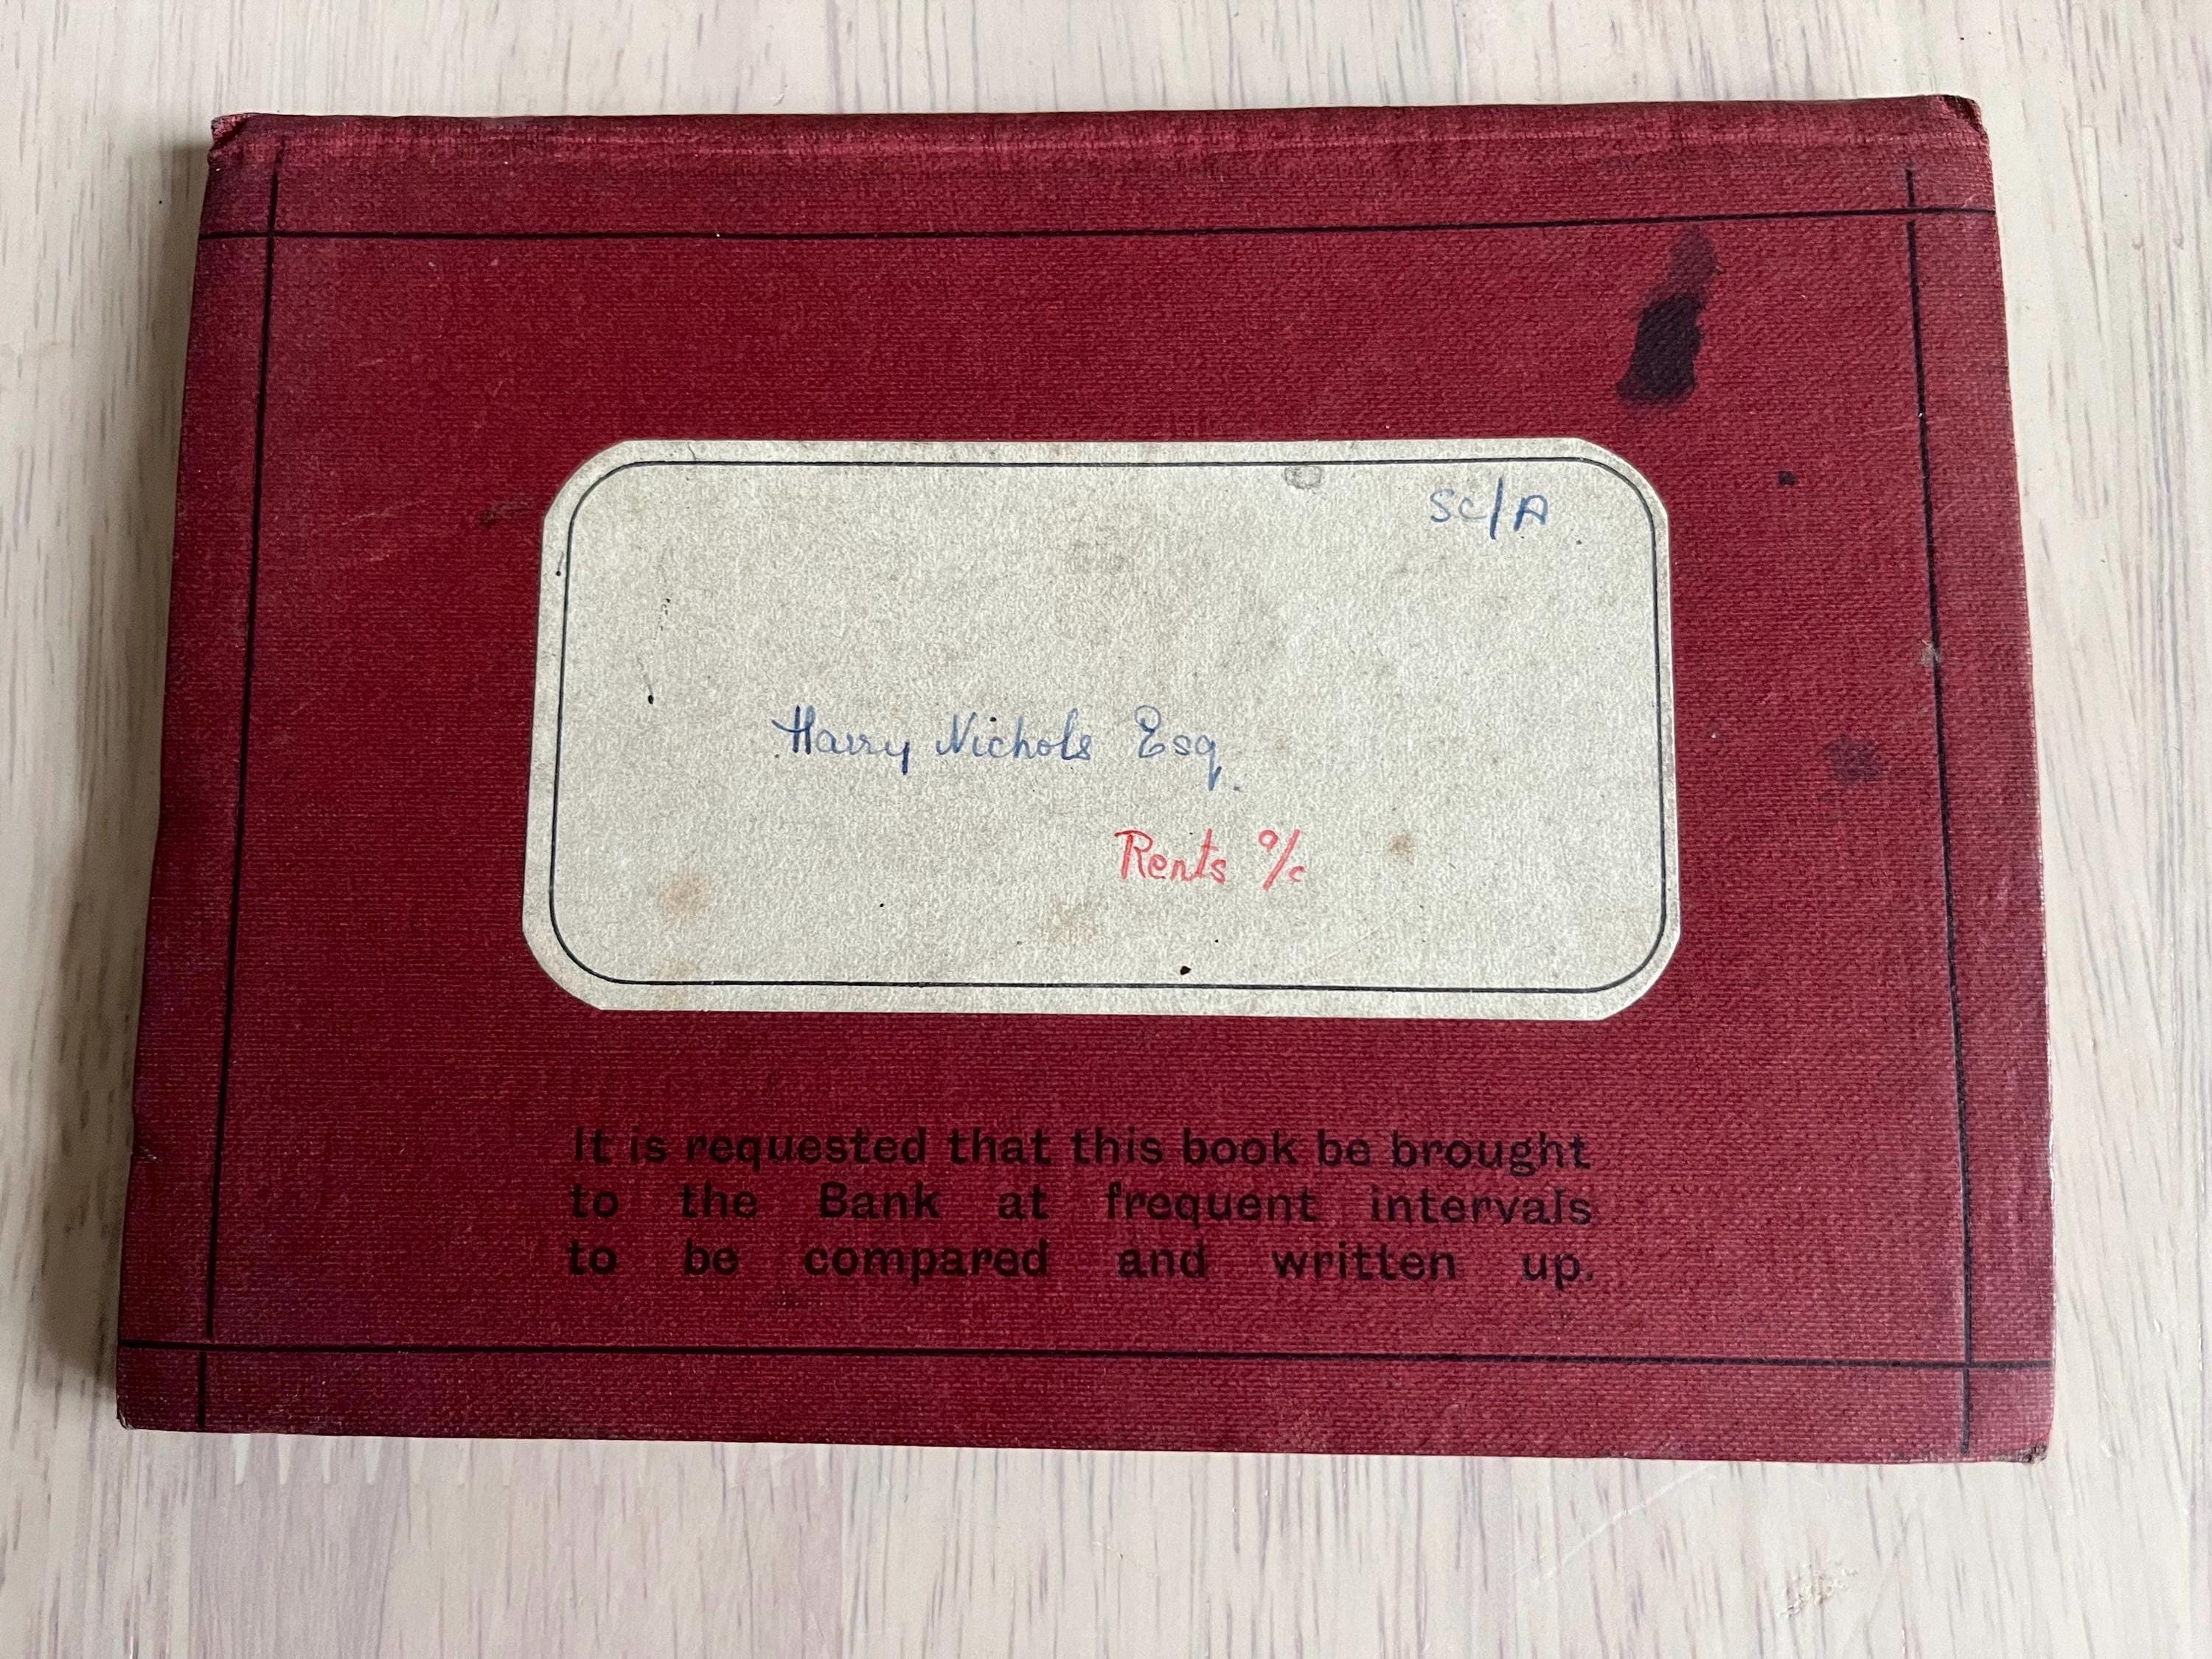 Sc/A
Harry Nichols Esq.
Rents a/c
It is requested that this book be brought
to the Bank at frequent intervals
to be compared and written up.